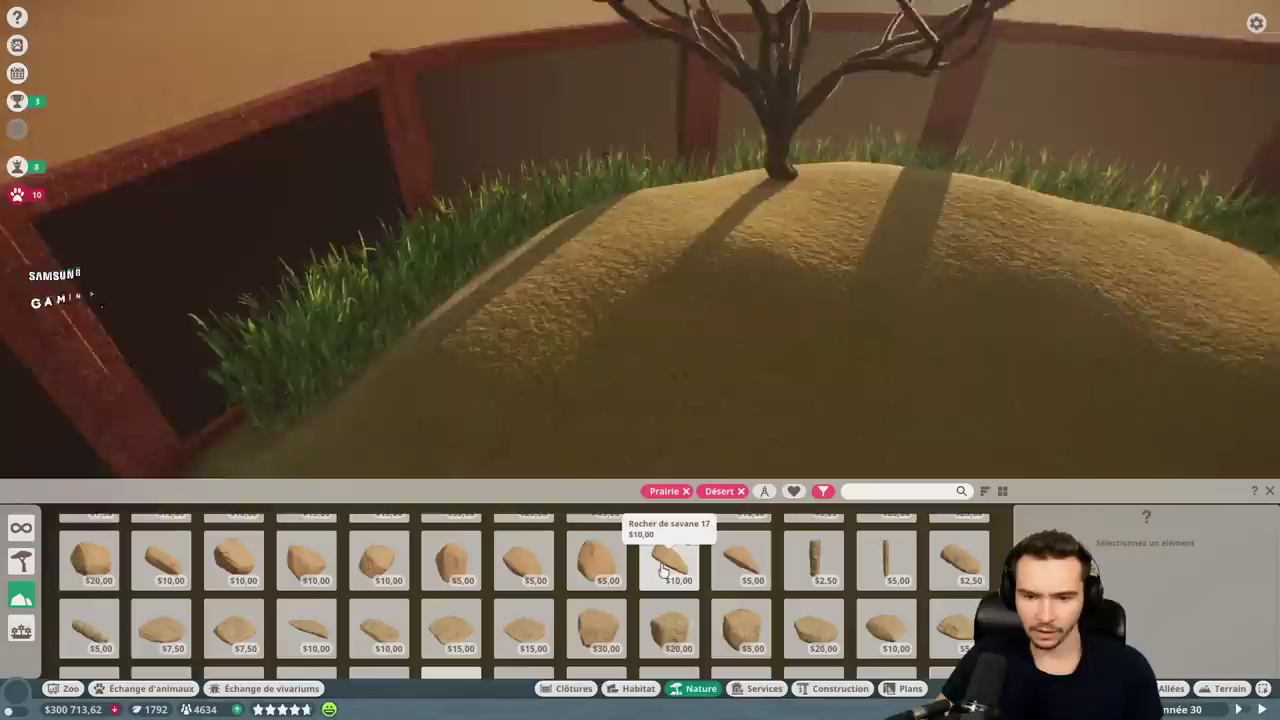 ?
3
8
10
SAMSUNG
GAMIN
Prairie ×
Désert ×
? ×
Rocher de savane 17
$10,00
?
Sélectionnez un élément
$20,00
$10,00
$10,00
$10,00
$10,00
$5,00
$5,00
$5,00
$10,00
$5,00
$2.50
$5,00
$2,50
$5,00
$7,50
$7,50
$10,00
$10,00
$15,00
$15,00
$30,00
$20,00
$5,00
$20,00
$10,00
Zoo
Échange d'animaux
Échange de vivariums
Clôtures
Habitat
Nature
Services
Construction
Plans
Allées
Terrain
$300 713,62
1792
4634
nnée 30